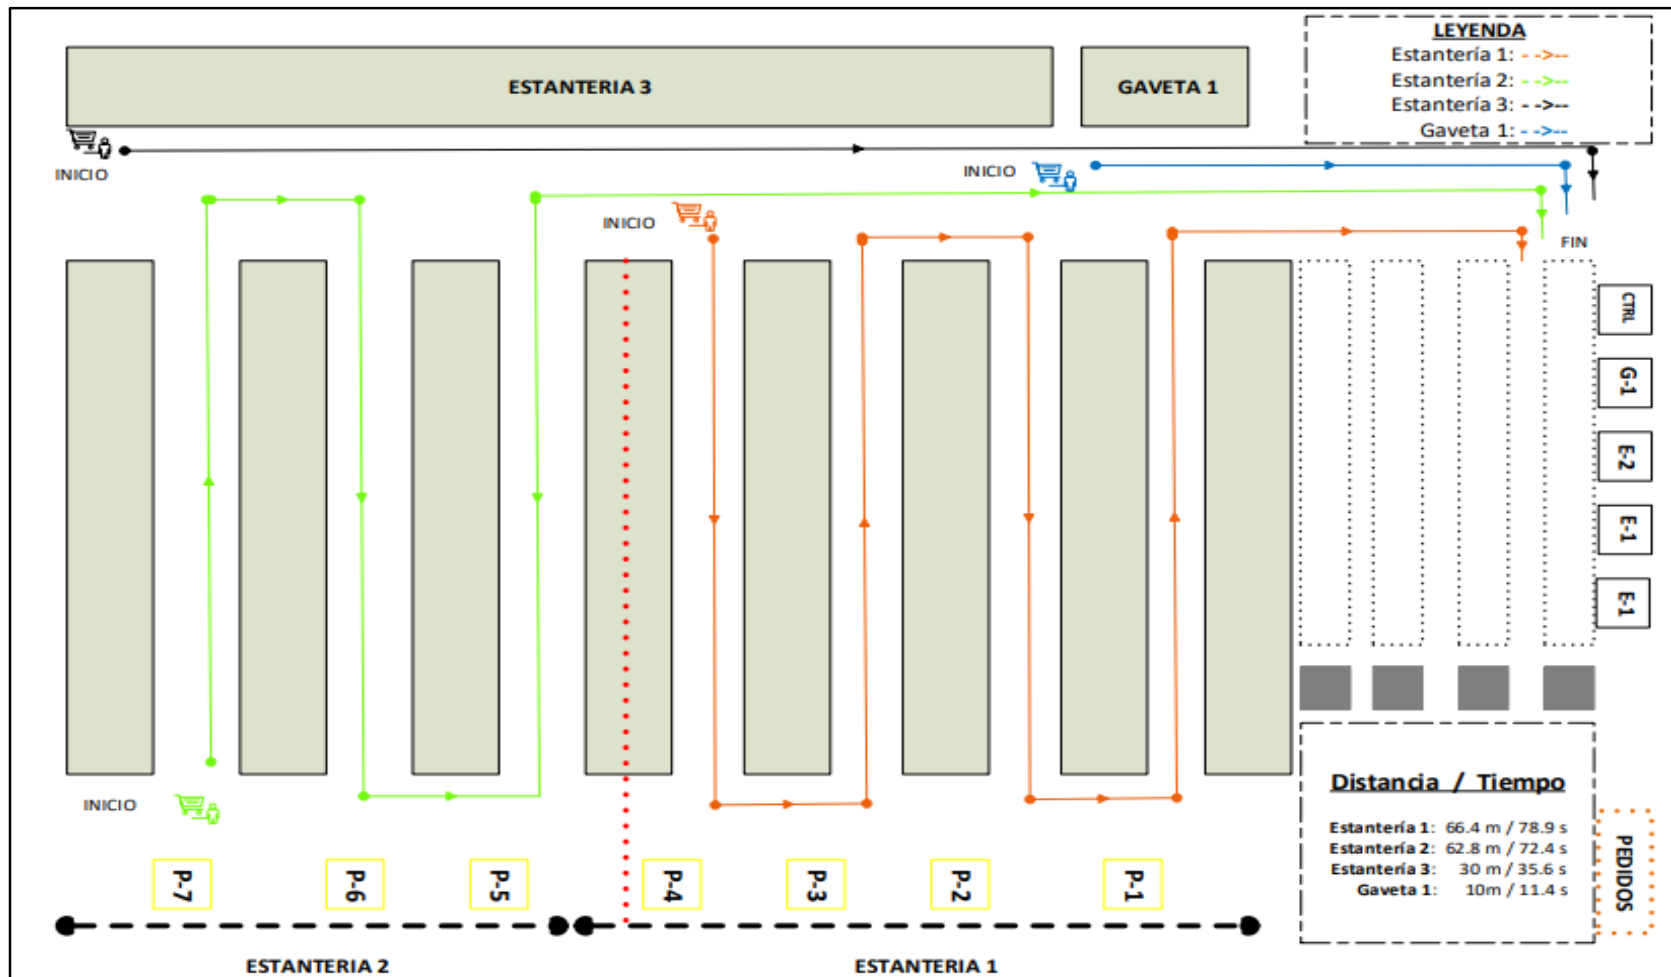 LEYENDA
Estantería 1: - ->--
Estantería 2: - ->--
Estantería 3: - ->--
Gaveta 1: - ->--
ESTANTERIA 3
GAVETA 1
INICIO
INICIO
INICIO
FIN
CTRL
G-1
E-2
E-1
E-1
INICIO
Distancia / Tiempo
Estantería 1: 66.4 m / 78.9 s
Estantería 2: 62.8 m / 72.4 s
Estantería 3: 30 m / 35.6 s
Gaveta 1: 10m / 11.4 s
PEDIDOS
P-7
P-6
P-5
P-4
P-3
P-2
P-1
ESTANTERIA 2
ESTANTERIA 1